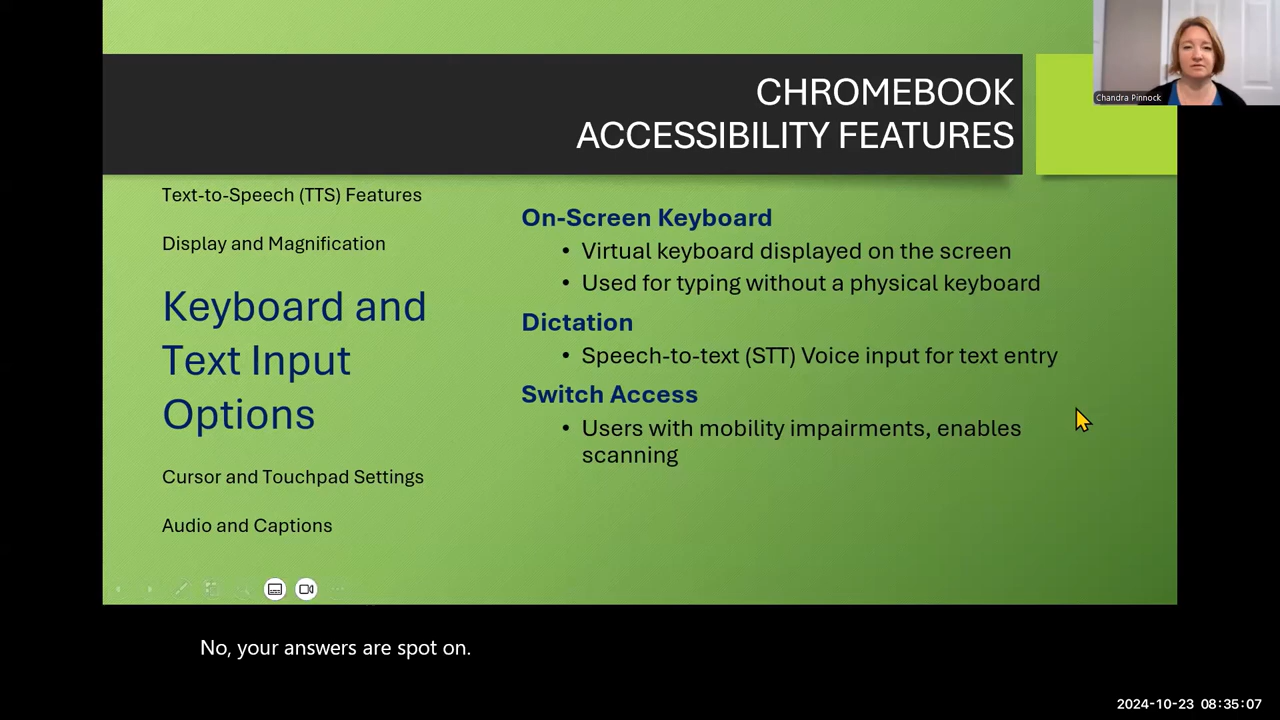 CHROMEBOOK
ACCESSIBILITY FEATURES
Chandra Pinnock
Text-to-Speech (TTS) Features
Display and Magnification
Keyboard and
Text Input
Options
Cursor and Touchpad Settings
Audio and Captions
On-Screen Keyboard
• Virtual keyboard displayed on the screen
• Used for typing without a physical keyboard
Dictation
• Speech-to-text (STT) Voice input for text entry
Switch Access
• Users with mobility impairments, enables
scanning
No, your answers are spot on.
2024-10-23 08:35:07